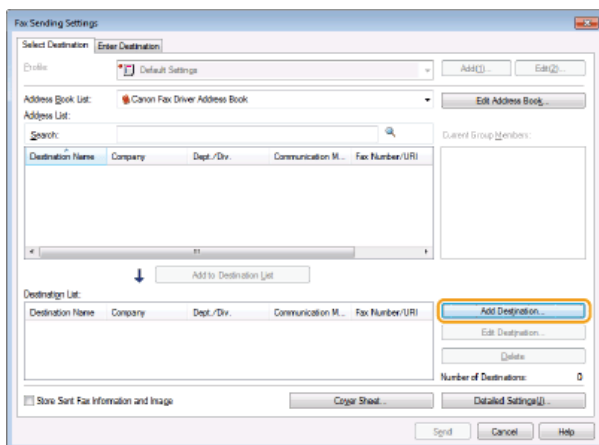 Fax Sending Settings
Select Destination Enter Destination
Profile: Default Settings Add(1)... Edit(2)...
Address Book List: Canon Fax Driver Address Book Edit Address Book...
Address List:
Search: Current Group Members:
Destination Name Company Dept./Div. Communication M... Fax Number/URI
Add to Destination List
Destination List:
Destination Name Company Dept./Div. Communication M... Fax Number/URI
Add Destination...
Edit Destination...
Delete
Number of Destinations: 0
Store Sent Fax Information and Image Cover Sheet... Detailed Settings(J)...
Send Cancel Help